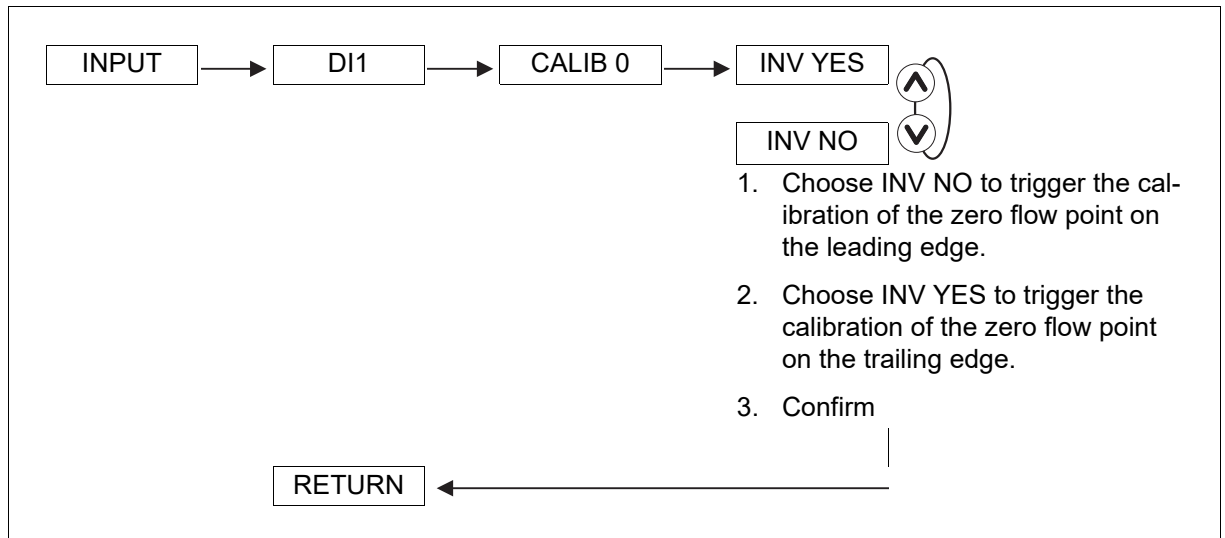 INPUT DI1 CALIB 0 INV YES
INV NO
1. Choose INV NO to trigger the cal-
ibration of the zero flow point on
the leading edge.
2. Choose INV YES to trigger the
calibration of the zero flow point
on the trailing edge.
3. Confirm
RETURN